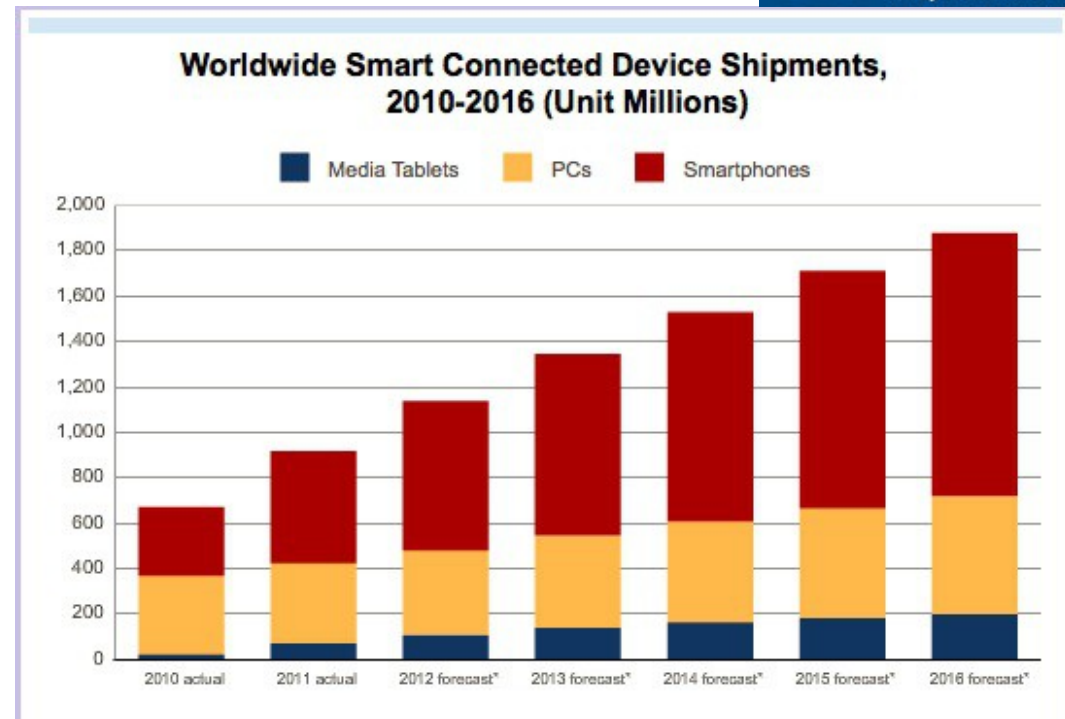 Worldwide Smart Connected Device Shipments,
2010-2016 (Unit Millions)
Media Tablets PCs Smartphones
2,000
1,800
1,600
1,400
1,200
1,000
800
600
400
200
0
2010 actual 2011 actual 2012 forecast* 2013 forecast* 2014 forecast* 2015 forecast* 2016 forecast*